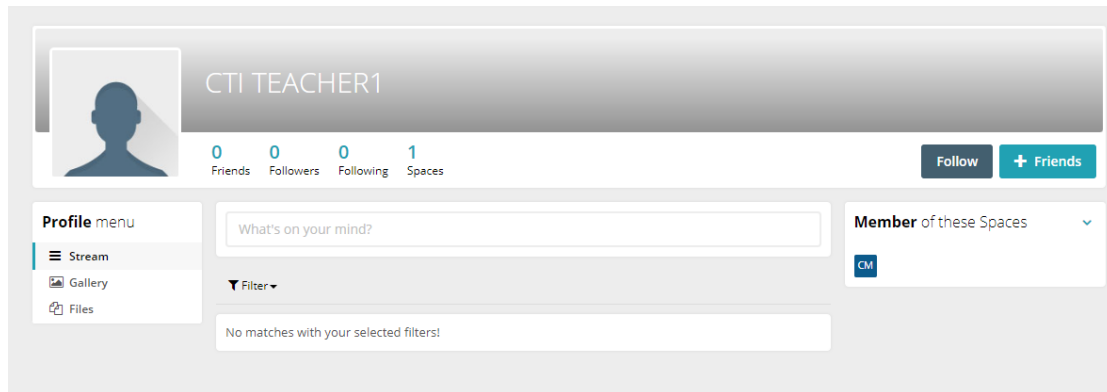 CTI TEACHER1
0 0 0 1
Friends Followers Following Spaces
Follow + Friends
Profile menu
Stream
Gallery
Files
What's on your mind?
Filter
No matches with your selected filters!
Member of these Spaces
CM